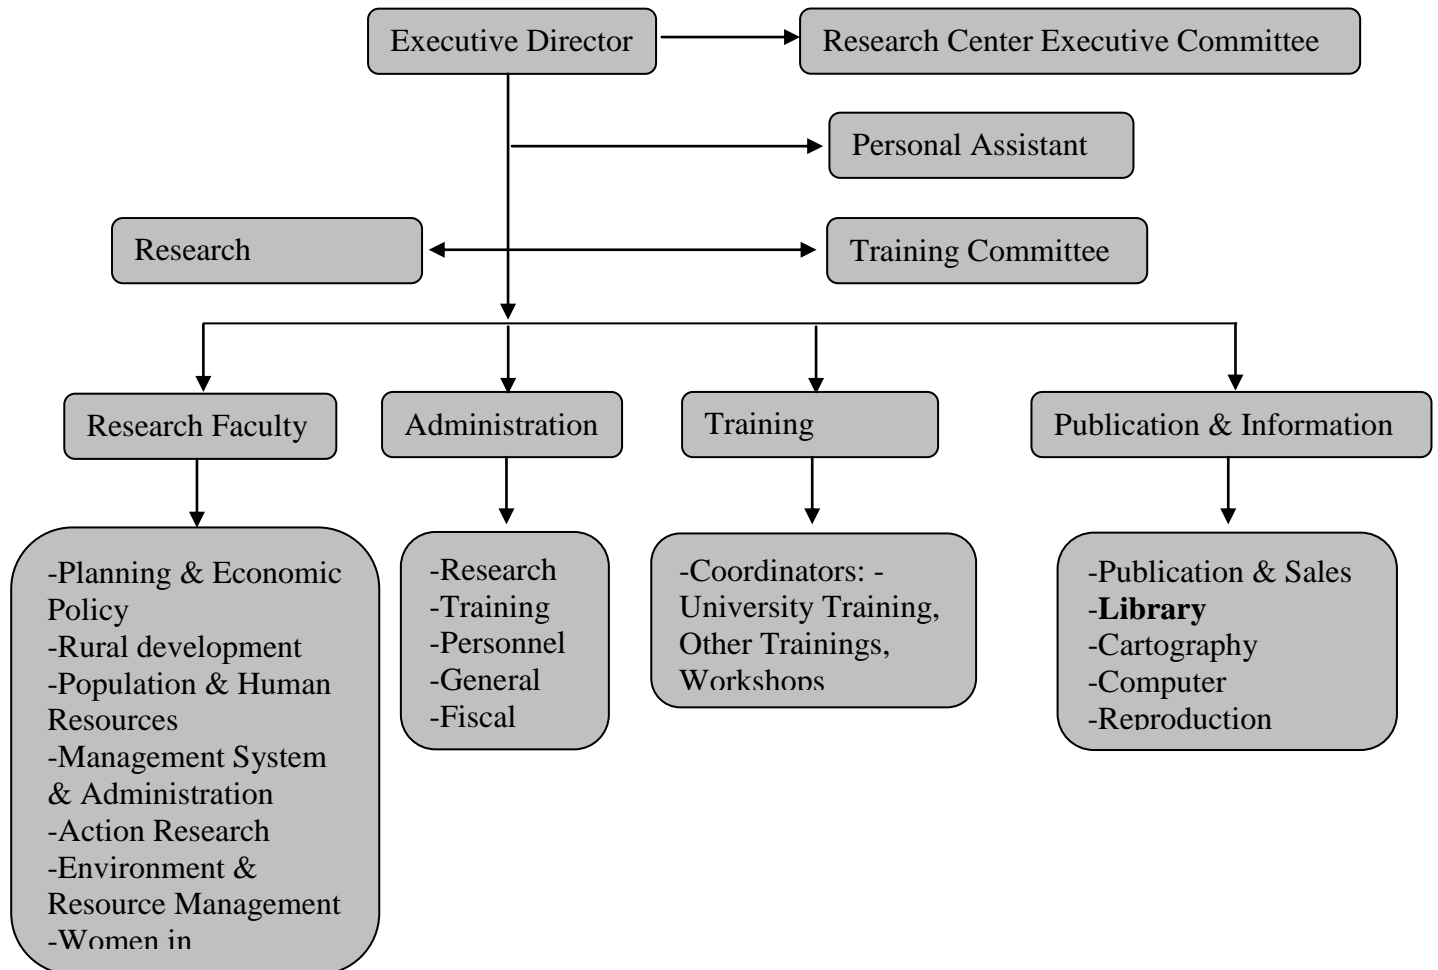 Executive Director
Research Center Executive Committee
Personal Assistant
Research
Training Committee
Research Faculty
Administration
Training
Publication & Information
-Planning & Economic
Policy
-Rural development
-Population & Human
Resources
-Management System
& Administration
-Action Research
-Environment &
Resource Management
-Women in
-Research
-Training
-Personnel
-General
-Fiscal
-Coordinators: -
University Training,
Other Trainings,
Workshops
-Publication & Sales
-Library
-Cartography
-Computer
-Reproduction